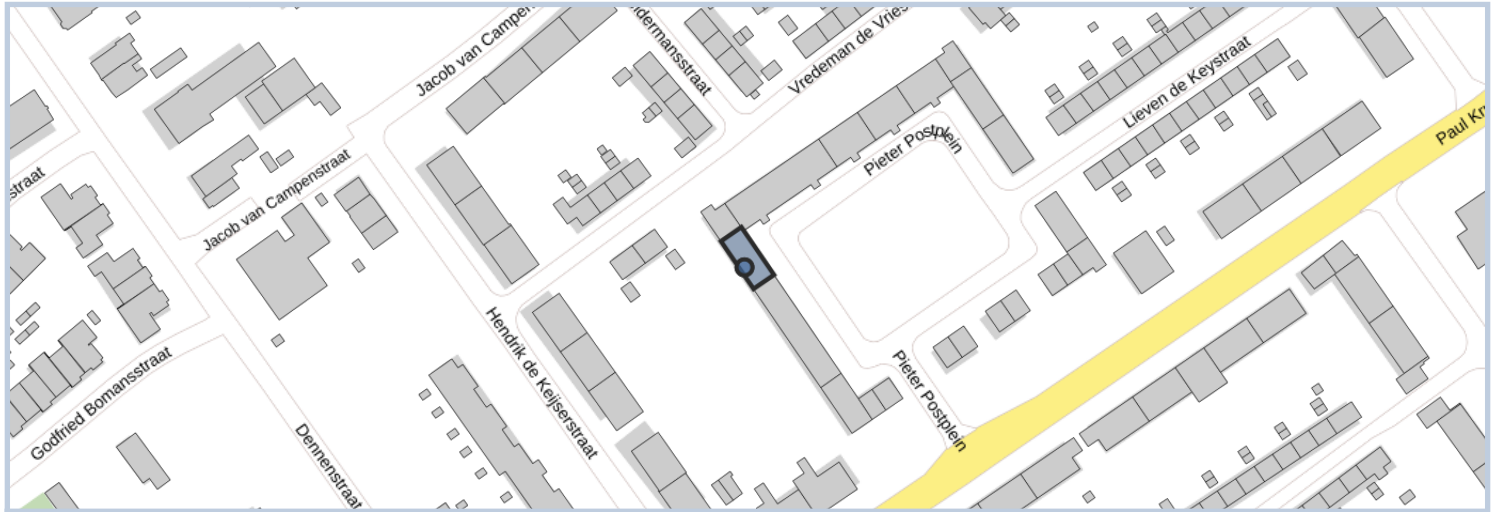 Jacob van Campen
Vredeman de Vries
Lieven de Keystraat
Paul Kr
Pieter Postplein
Jacob van Campenstraat
straat
Hendrik de Keijserstraat
Pieter Postplein
Godfried Bomansstraat
Dennenstraat